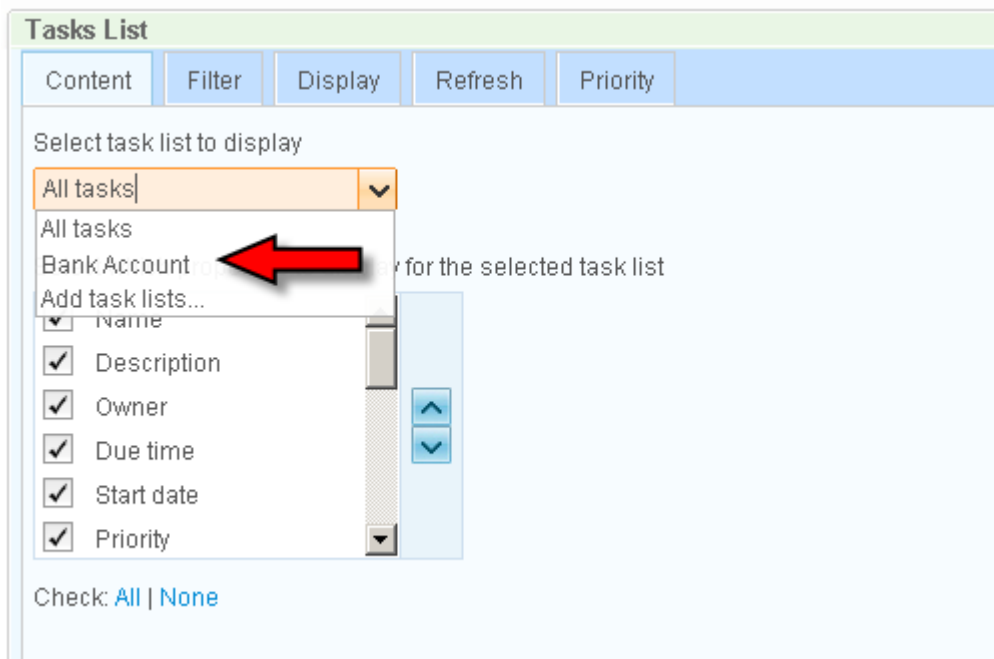 Tasks List
Content Filter Display Refresh Priority
Select task list to display
All tasks
All tasks
Bank Account
for the selected task list
Add task lists...
Name
Description
Owner
Due time
Start date
Priority
Check: All | None